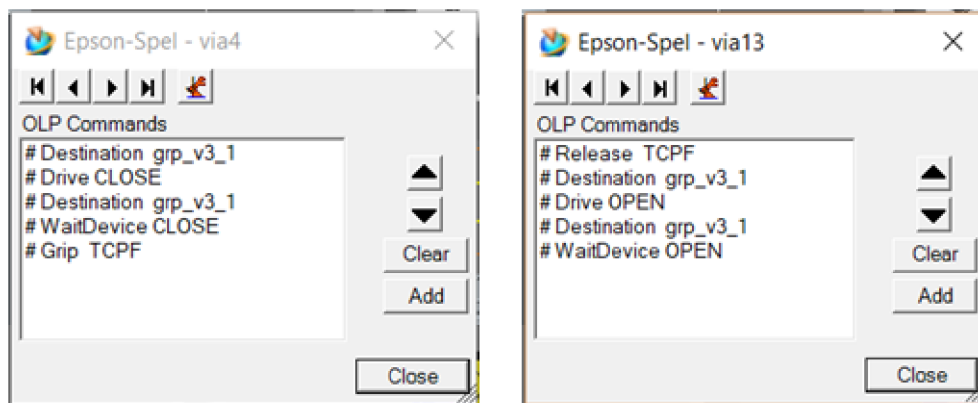 Epson-Spel - via4
OLP Commands
# Destination grp_v3_1
# Drive CLOSE
# Destination grp_v3_1
# WaitDevice CLOSE
# Grip TCPF
Clear
Add
Close
Epson-Spel - via13
OLP Commands
# Release TCPF
# Destination grp_v3_1
# Drive OPEN
# Destination grp_v3_1
# WaitDevice OPEN
Clear
Add
Close